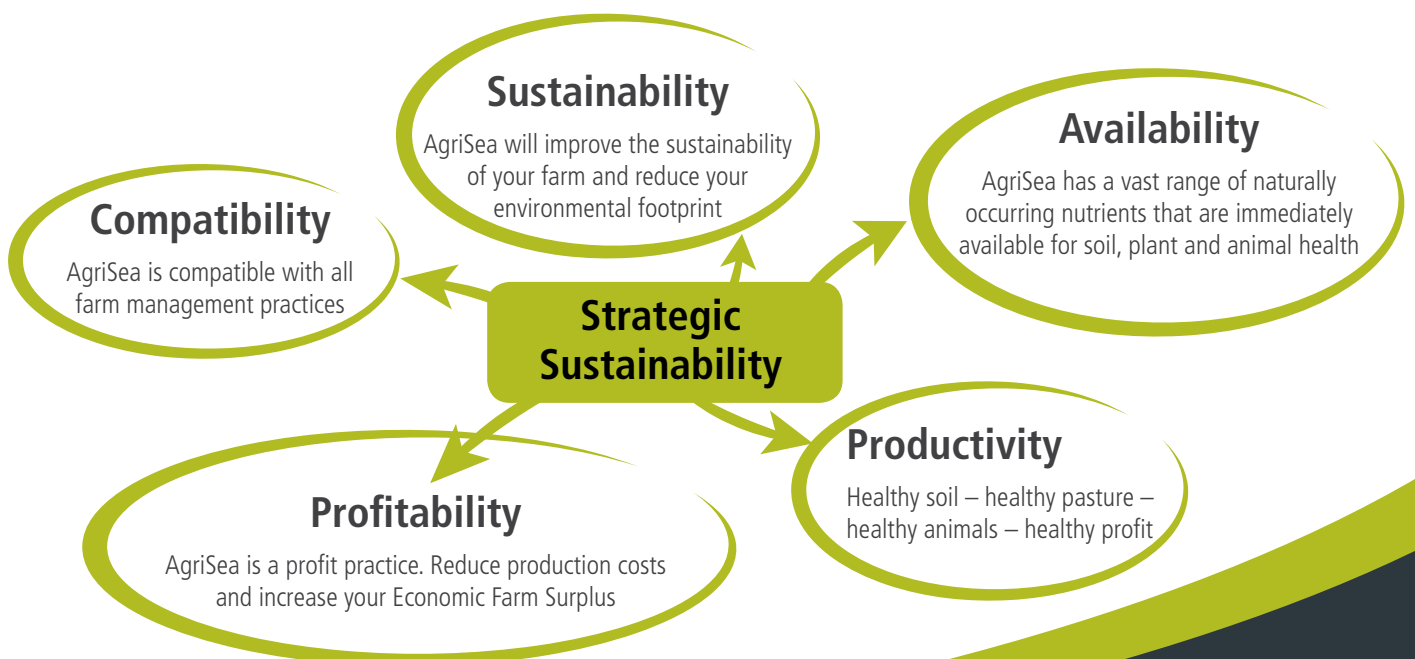 Sustainability
AgriSea will improve the sustainability
of your farm and reduce your
environmental footprint
Availability
AgriSea has a vast range of naturally
occurring nutrients that are immediately
available for soil, plant and animal health
Compatibility
AgriSea is compatible with all
farm management practices
Strategic
Sustainability
Productivity
Healthy soil – healthy pasture –
healthy animals – healthy profit
Profitability
AgriSea is a profit practice. Reduce production costs
and increase your Economic Farm Surplus